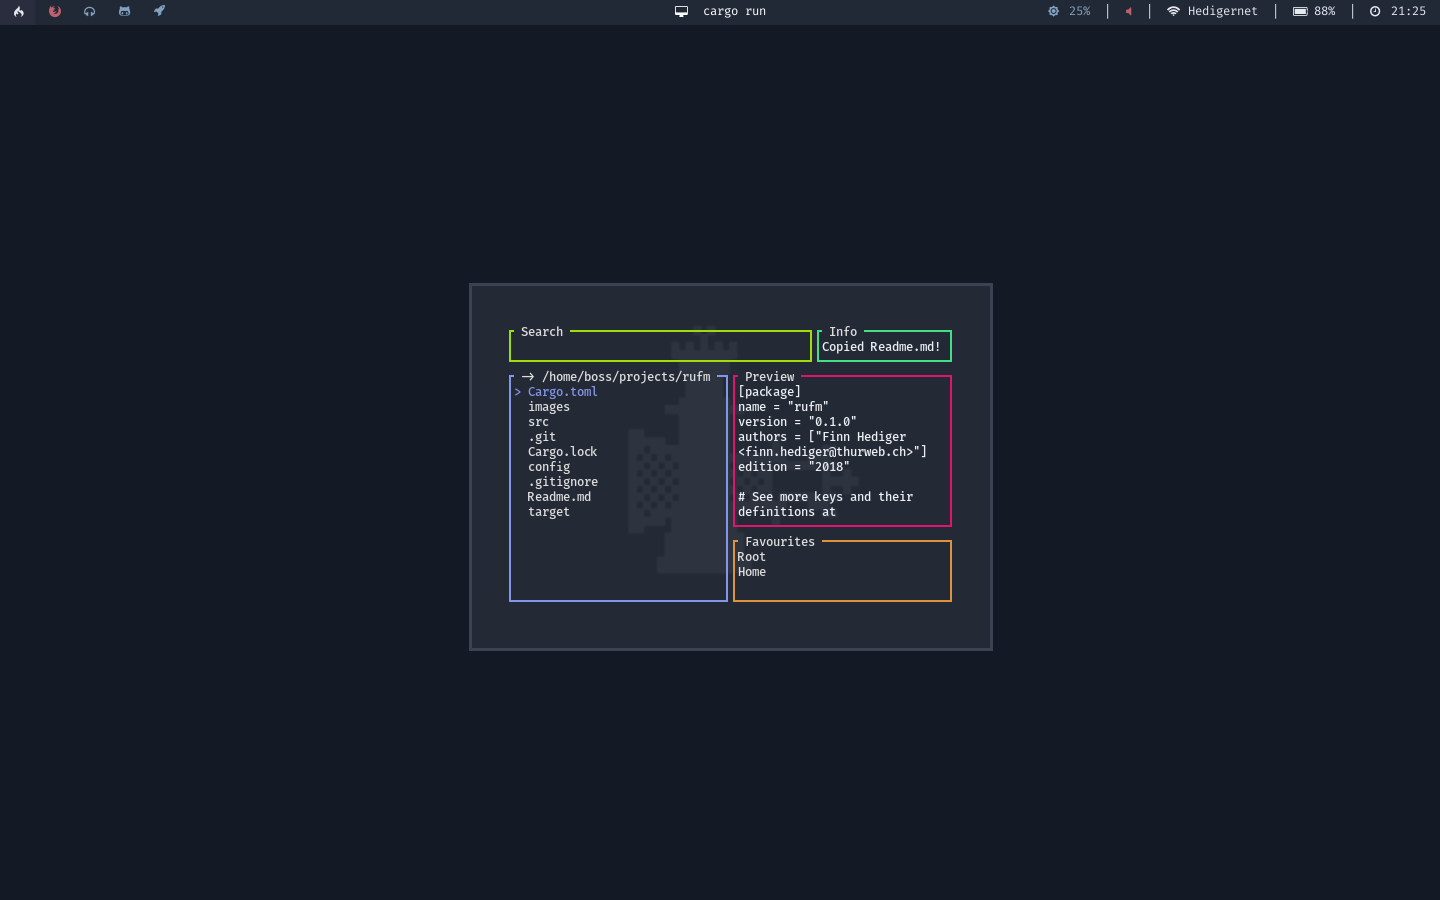 cargo run
25%
Hedigernet
88%
21:25
Search
Info
Copied Readme.md!
-> /home/boss/projects/rufm
> Cargo.toml
images
src
.git
Cargo.lock
config
.gitignore
Readme.md
target
Preview
[package]
name = "rufm"
version = "0.1.0"
authors = ["Finn Hediger
<finn.hediger@thurweb.ch>"]
edition = "2018"
# See more keys and their
definitions at
Favourites
Root
Home